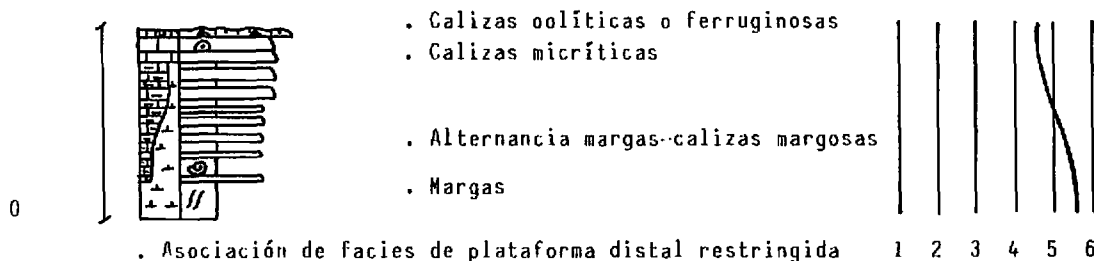 . Calizas oolíticas o ferruginosas
. Calizas micríticas
. Alternancia margas--calizas margosas
. Margas
0
. Asociación de facies de plataforma distal restringida 1 2 3 4 5 6